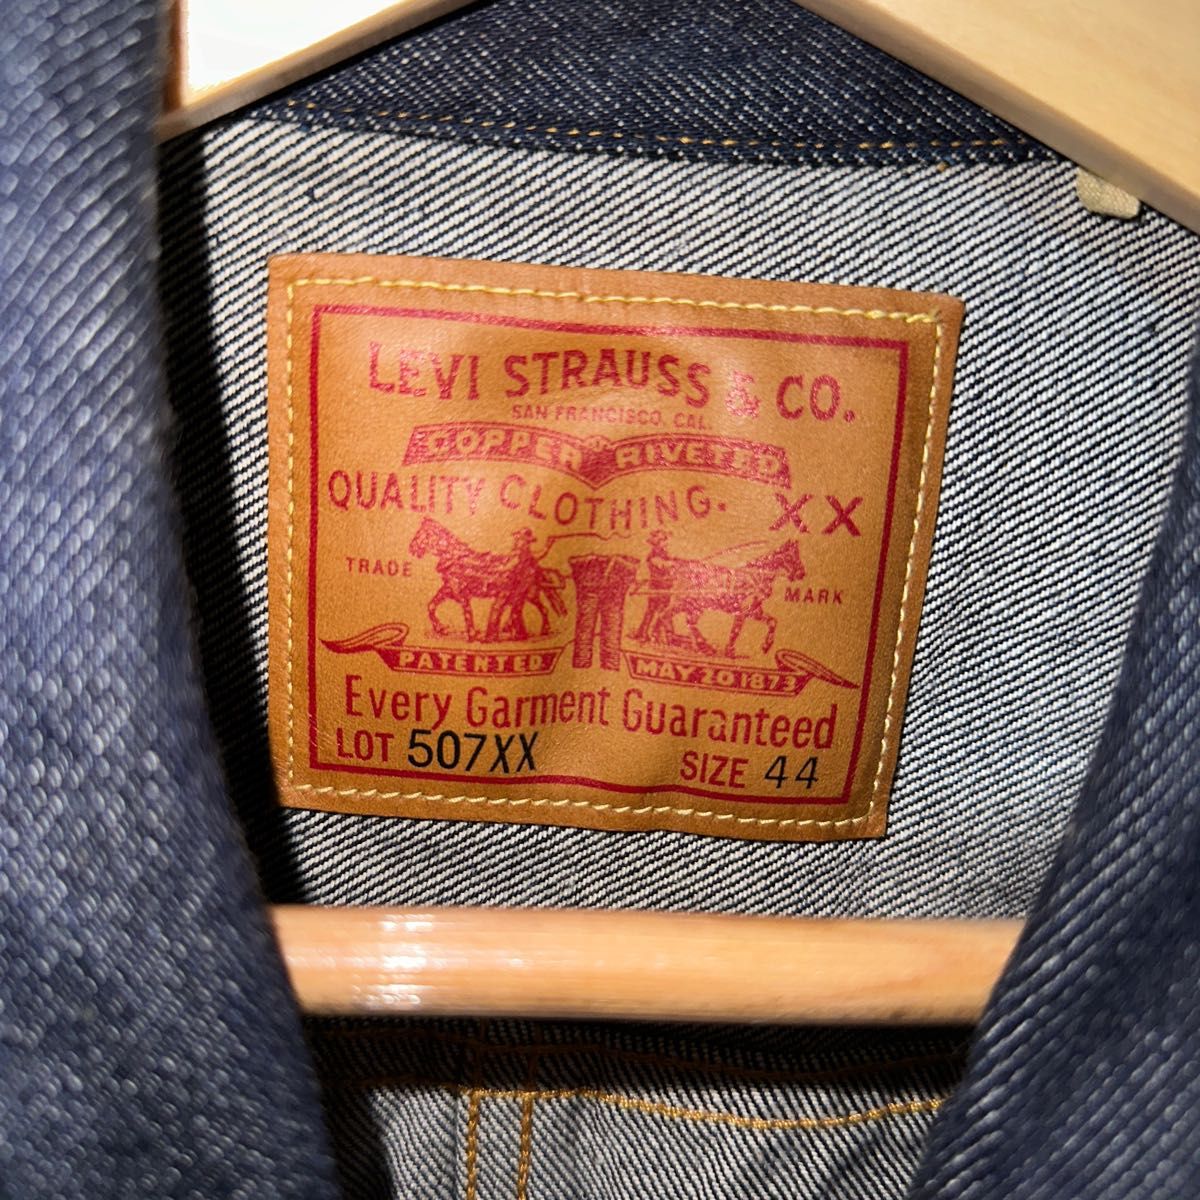 LEVI STRAUSS & CO.
SAN FRANCISCO, CAL.
COPPER RIVETED
QUALITY CLOTHING. XX
TRADE MARK
PATENTED MAY 20 1873
Every Garment Guaranteed
LOT 507XX SIZE 44